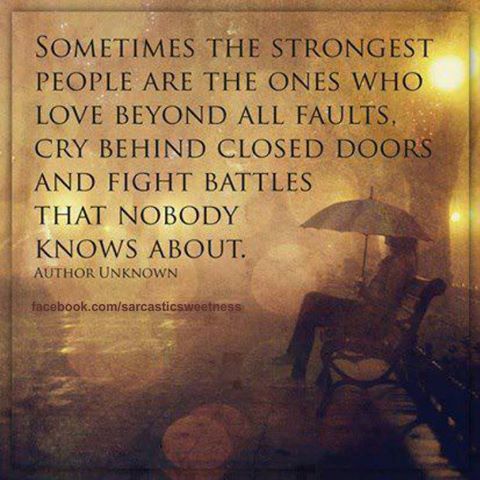 SOMETIMES THE STRONGEST
PEOPLE ARE THE ONES WHO
LOVE BEYOND ALL FAULTS,
CRY BEHIND CLOSED DOORS
AND FIGHT BATTLES
THAT NOBODY
KNOWS ABOUT.
AUTHOR UNKNOWN
facebook.com/sarcasticsweetness